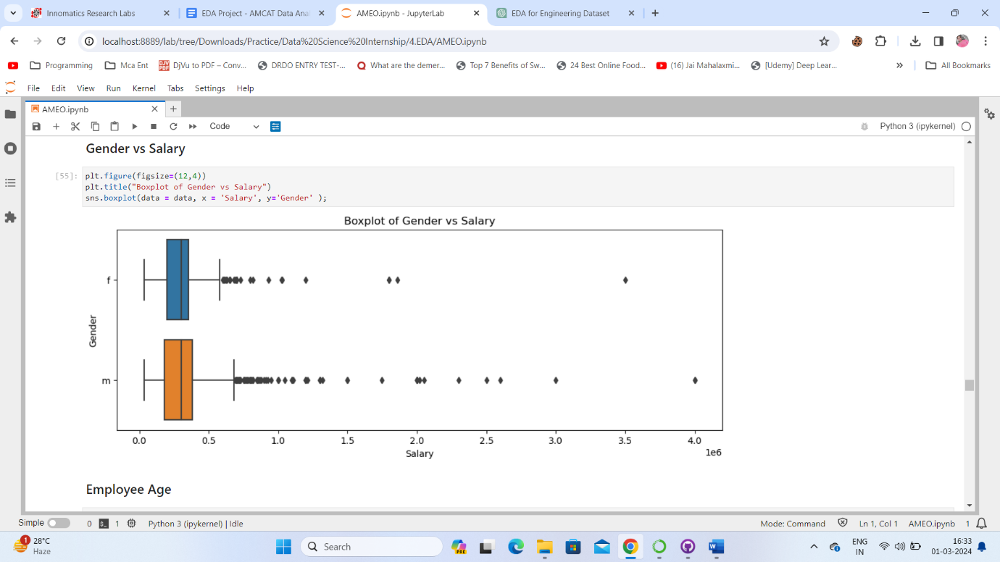 Innomatics Research Labs
EDA Project - AMCAT Data Anal
AMEO.ipynb - JupyterLab
EDA for Engineering Dataset
localhost:8889/lab/tree/Downloads/Practice/Data%20Science%20Internship/4.EDA/AMEO.ipynb
Programming
Mca Ent
DJV PDF
DjVu to PDF – Conv...
DRDO ENTRY TEST-...
What are the demer...
Top 7 Benefits of Sw...
24 Best Online Food...
(16) Jai Mahalaxmi...
[Udemy] Deep Lear...
»
All Bookmarks
File Edit View Run Kernel Tabs Settings Help
AMEO.ipynb
Code
Python 3 (ipykernel)
Gender vs Salary
[55]:
plt.figure(figsize=(12,4))
plt.title("Boxplot of Gender vs Salary")
sns.boxplot(data = data, x = 'Salary', y='Gender' );
Boxplot of Gender vs Salary
f
Gender
m
0.0 0.5 1.0 1.5 2.0 2.5 3.0 3.5 4.0
Salary
1e6
Employee Age
Simple 0 $_ 1 Python 3 (ipykernel) | Idle
Mode: Command Ln 1, Col 1 AMEO.ipynb 1
1
28°C
Haze
Search
PRE
W
ENG
IN
16:33
01-03-2024